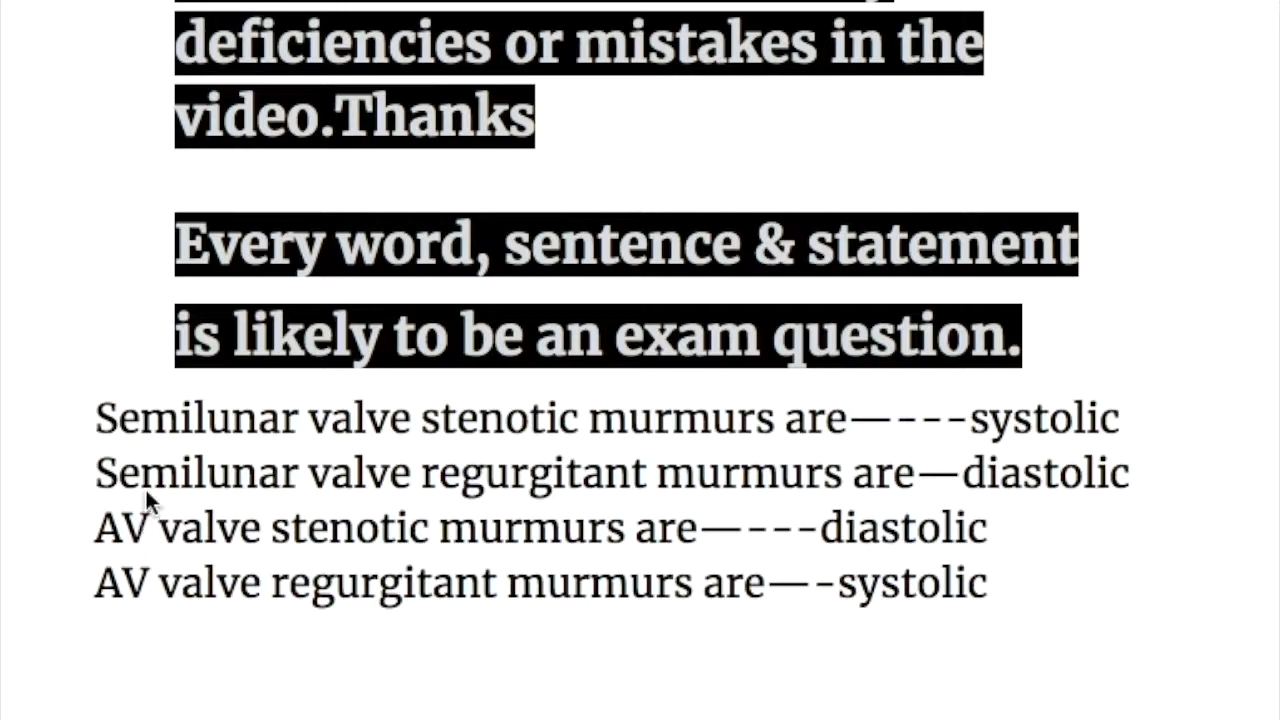 deficiencies or mistakes in the
video.Thanks
Every word, sentence & statement
is likely to be an exam question.
Semilunar valve stenotic murmurs are—---systolic
Semilunar valve regurgitant murmurs are—diastolic
AV valve stenotic murmurs are—---diastolic
AV valve regurgitant murmurs are—-systolic